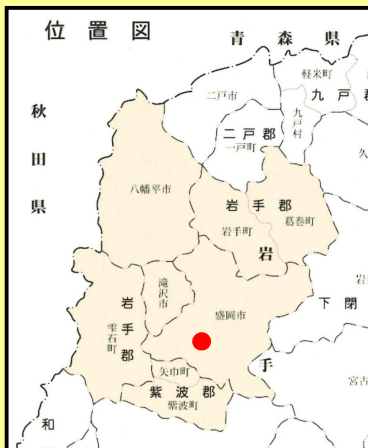 位置図
青森県
秋田県
軽米町
九戸郡
二戸市
九戸村
二戸郡
一戸町
八幡平市
岩手郡
葛巻町
岩手町
岩
滝沢市
盛岡市
岩手郡
雫石町
下閉
手
矢巾町
紫波郡
紫波町
宮古
和
久
岩